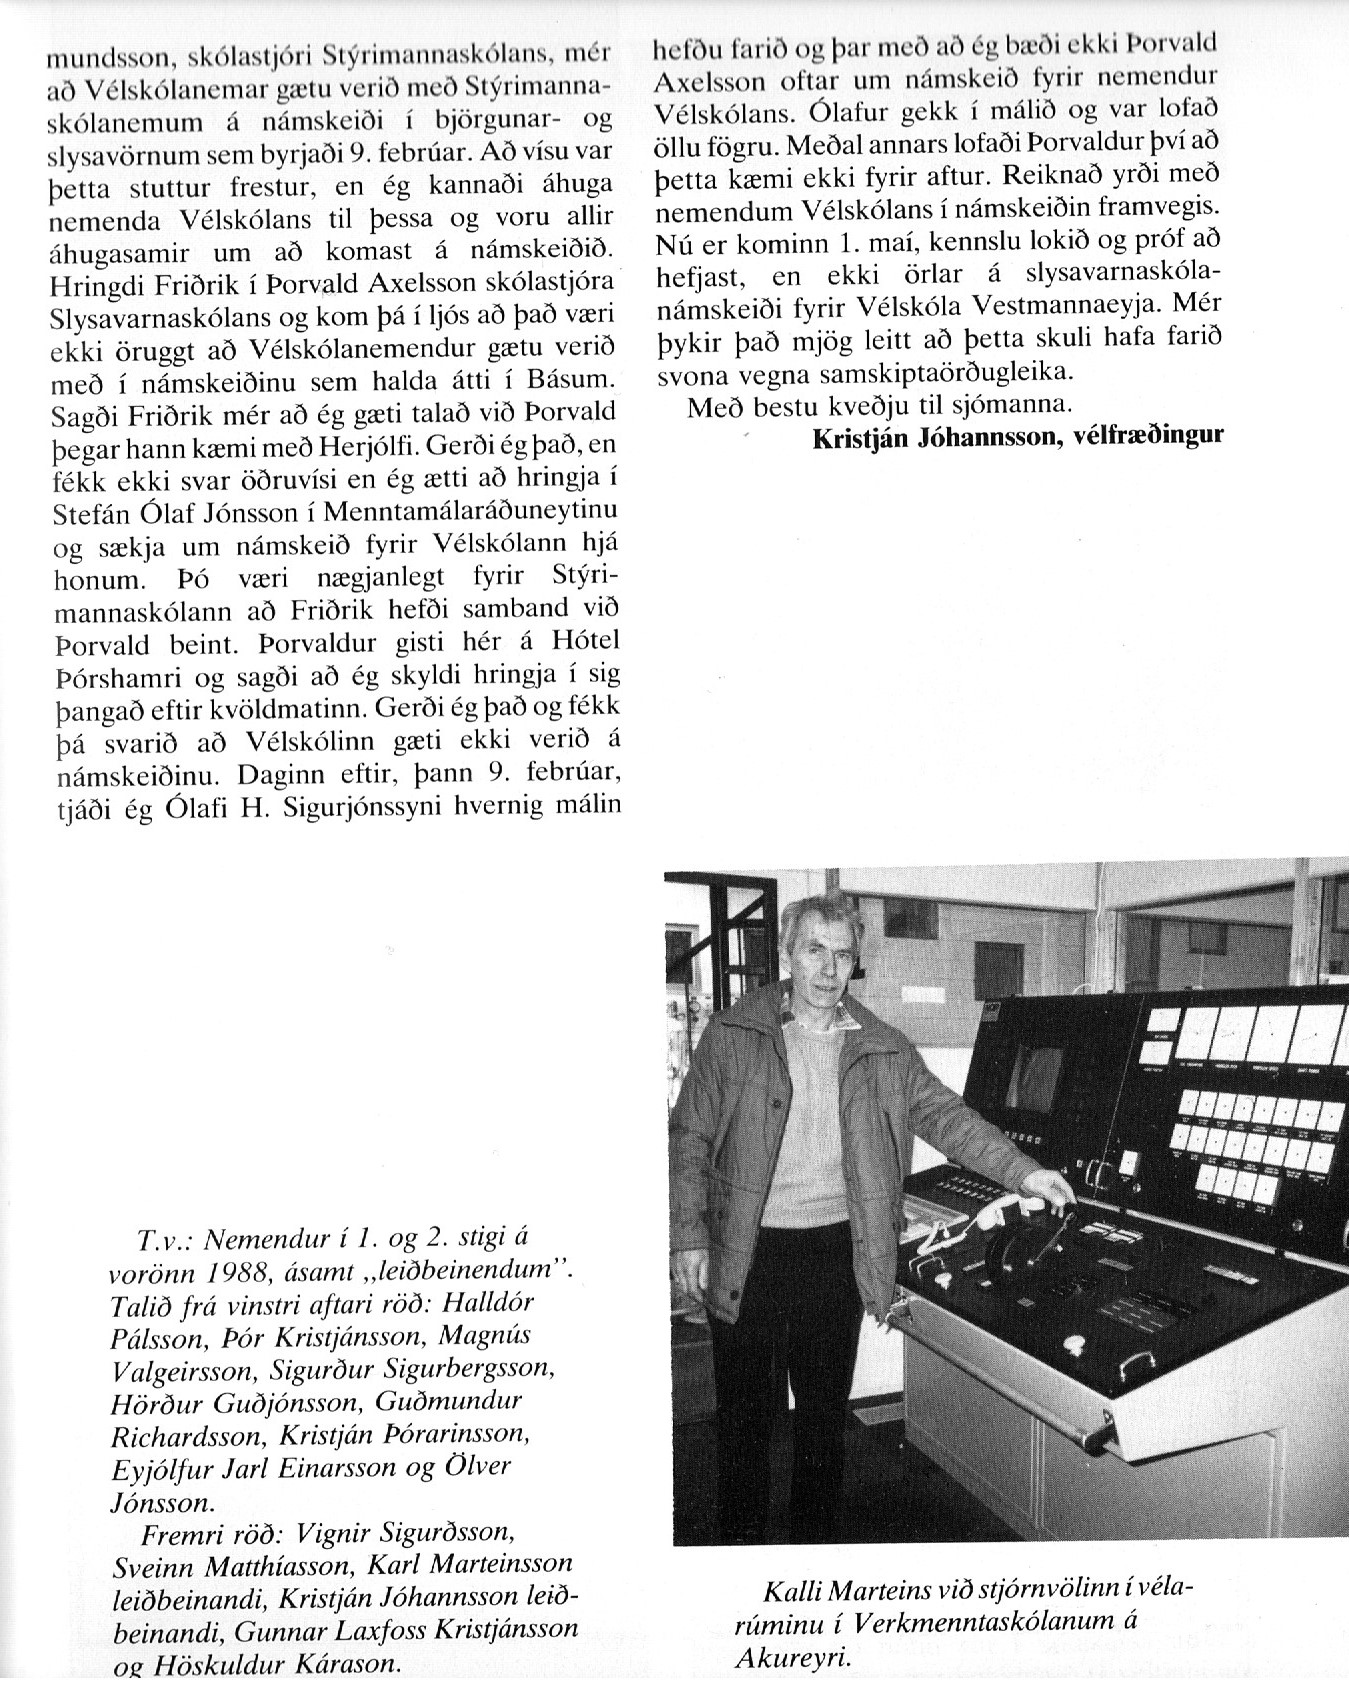 mundsson, skólastjóri Stýrimannaskólans, mér
að Vélskólanemar gætu verið með Stýrimanna-
skólanemum á námskeiði í björgunar- og
slysavörnum sem byrjaði 9. febrúar. Að vísu var
þetta stuttur frestur, en ég kannaði áhuga
nemenda Vélskólans til þessa og voru allir
áhugasamir um að komast á námskeiðið.
Hringdi Friðrik í Þorvald Axelsson skólastjóra
Slysavarnaskólans og kom þá í ljós að það væri
ekki öruggt að Vélskólanemendur gætu verið
með í námskeiðinu sem halda átti í Básum.
Sagði Friðrik mér að ég gæti talað við Þorvald
þegar hann kæmi með Herjólfi. Gerði ég það, en
fékk ekki svar öðruvísi en ég ætti að hringja í
Stefán Ólaf Jónsson í Menntamálaráðuneytinu
og sækja um námskeið fyrir Vélskólann hjá
honum. Þó væri nægjanlegt fyrir Stýri-
mannaskólann að Friðrik hefði samband við
Þorvald beint. Þorvaldur gisti hér á Hótel
Þórshamri og sagði að ég skyldi hringja í sig
þangað eftir kvöldmatinn. Gerði ég það og fékk
þá svarið að Vélskólinn gæti ekki verið á
námskeiðinu. Daginn eftir, þann 9. febrúar,
tjáði ég Ólafi H. Sigurjónssyni hvernig málin
hefðu farið og þar með að ég bæði ekki Þorvald
Axelsson oftar um námskeið fyrir nemendur
Vélskólans. Ólafur gekk í málið og var lofað
öllu fögru. Meðal annars lofaði Þorvaldur því að
þetta kæmi ekki fyrir aftur. Reiknað yrði með
nemendum Vélskólans í námskeiðin framvegis.
Nú er kominn 1. maí, kennslu lokið og próf að
hefjast, en ekki örlar á slysavarnaskóla-
námskeiði fyrir Vélskóla Vestmannaeyja. Mér
þykir það mjög leitt að þetta skuli hafa farið
svona vegna samskiptaörðugleika.
Með bestu kveðju til sjómanna.
Kristján Jóhannsson, vélfræðingur
T.v.: Nemendur í 1. og 2. stigi á
vorönn 1988, ásamt „leiðbeinendum”.
Talið frá vinstri aftari röð: Halldór
Pálsson, Þór Kristjánsson, Magnús
Valgeirsson, Sigurður Sigurbergsson,
Hörður Guðjónsson, Guðmundur
Richardsson, Kristján Þórarinsson,
Eyjólfur Jarl Einarsson og Ölver
Jónsson.
Fremri röð: Vignir Sigurðsson,
Sveinn Matthíasson, Karl Marteinsson
leiðbeinandi, Kristján Jóhannsson leið-
beinandi, Gunnar Laxfoss Kristjánsson
og Höskuldur Kárason.
Kalli Marteins við stjórnvölinn í véla-
rúminu í Verkmenntaskólanum á
Akureyri.